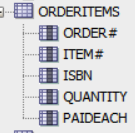 ORDERITEMS
ORDER#
ITEM#
ISBN
QUANTITY
PAIDEACH